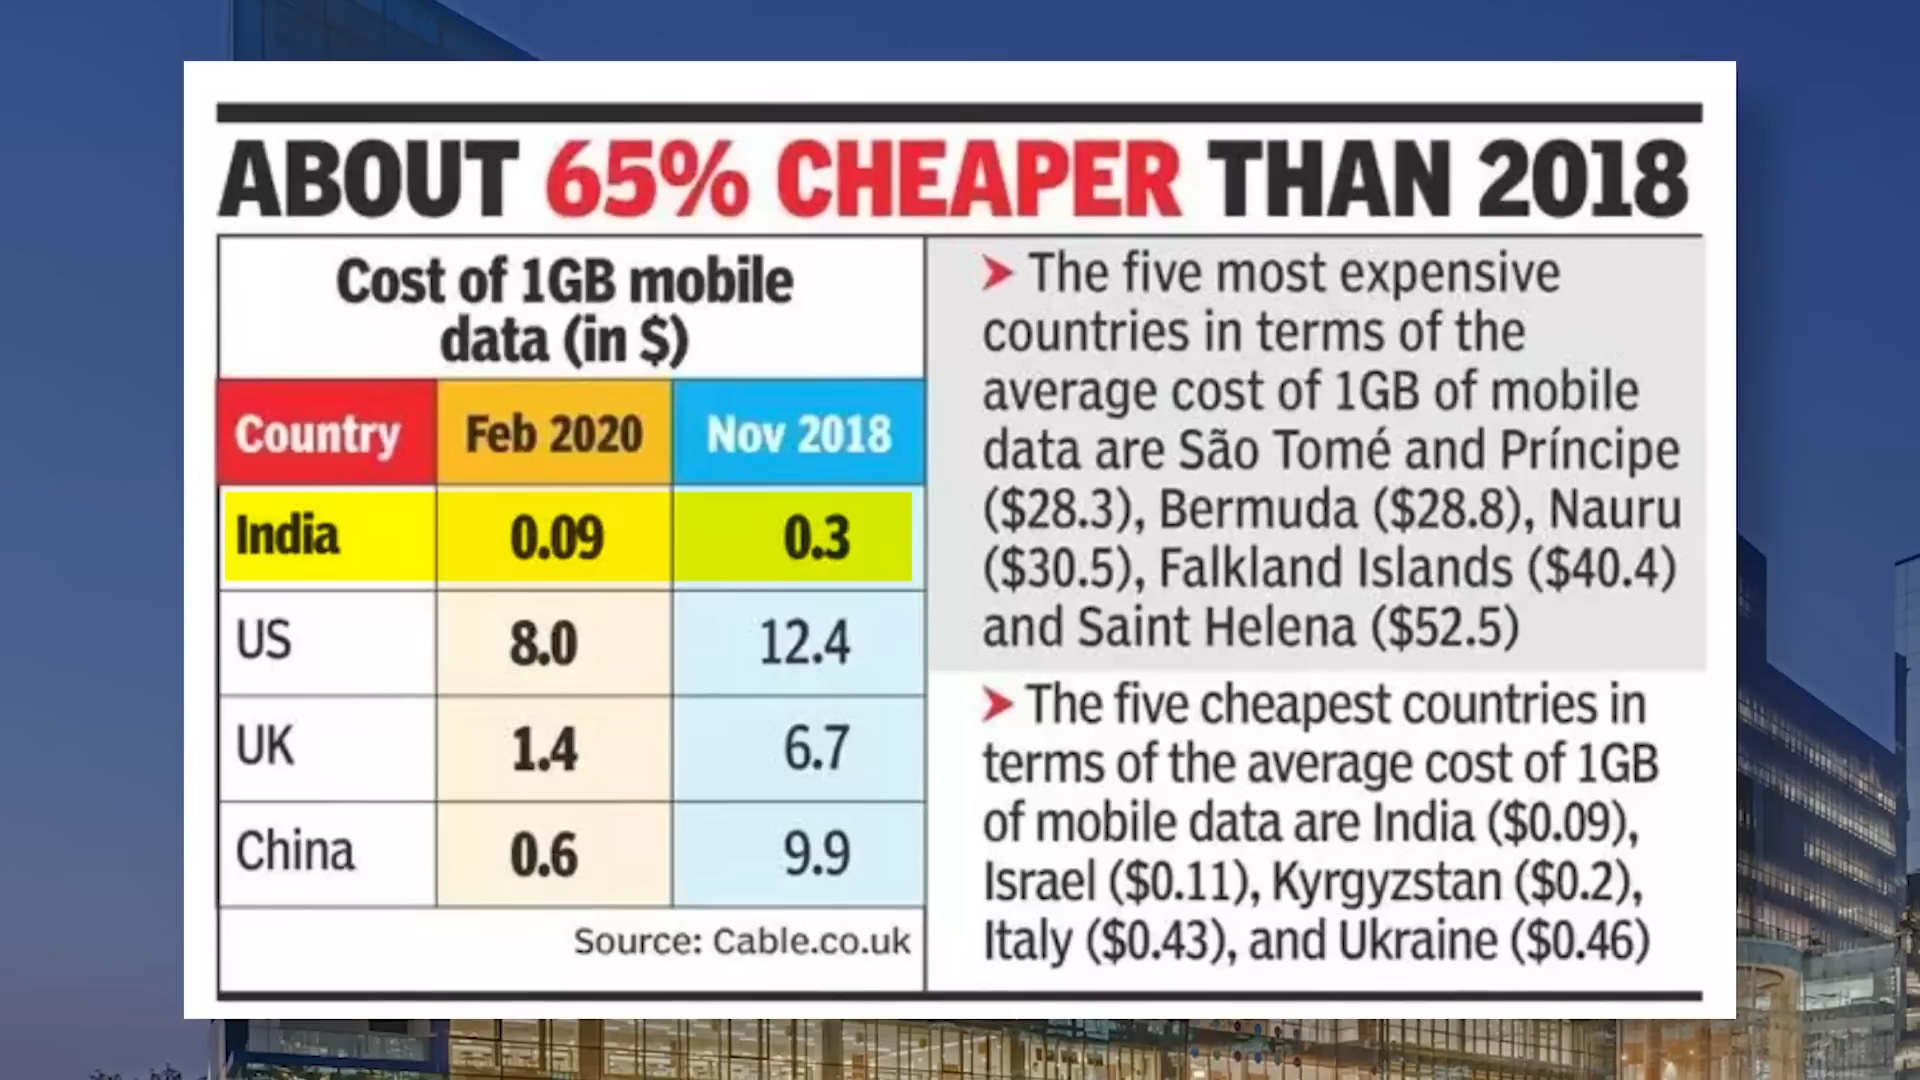 ABOUT 65% CHEAPER THAN 2018
Cost of 1GB mobile
data (in $)
Country Feb 2020 Nov 2018
India 0.09 0.3
US 8.0 12.4
UK 1.4 6.7
China 0.6 9.9
Source: Cable.co.uk
➤ The five most expensive
countries in terms of the
average cost of 1GB of mobile
data are São Tomé and Príncipe
($28.3), Bermuda ($28.8), Nauru
($30.5), Falkland Islands ($40.4)
and Saint Helena ($52.5)
➤ The five cheapest countries in
terms of the average cost of 1GB
of mobile data are India ($0.09),
Israel ($0.11), Kyrgyzstan ($0.2),
Italy ($0.43), and Ukraine ($0.46)